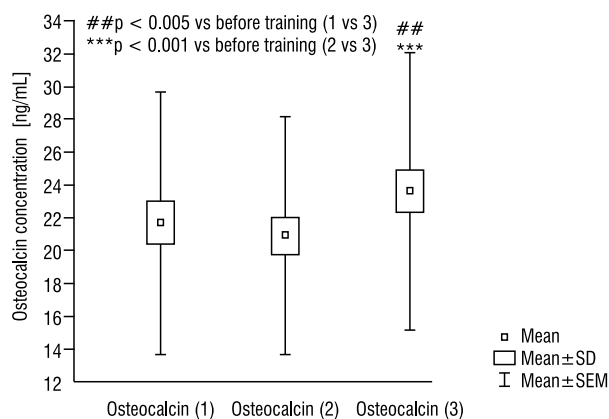 ##p < 0.005 vs before training (1 vs 3)
***p < 0.001 vs before training (2 vs 3)
##
***
Osteocalcin concentration [ng/mL]
34
32
30
28
26
24
22
20
18
16
14
12
Osteocalcin (1)
Osteocalcin (2)
Osteocalcin (3)
Mean
Mean±SD
Mean±SEM